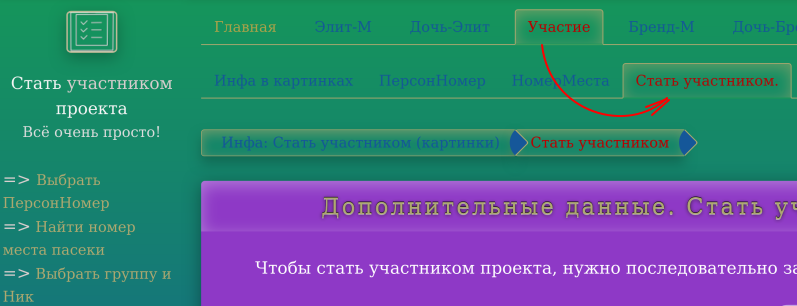 Стать участником
проекта
Всё очень просто!
=> Выбрать
ПерсонНомер
=> Найти номер
места пасеки
=> Выбрать группу и
Ник
Главная Элит-М Дочь-Элит Участие Бренд-М Дочь-Бр
Инфа в картинках ПерсонНомер НомерМеста Стать участником.
Инфа: Стать участником (картинки) Стать участником
Дополнительные данные. Стать уч
Чтобы стать участником проекта, нужно последовательно за